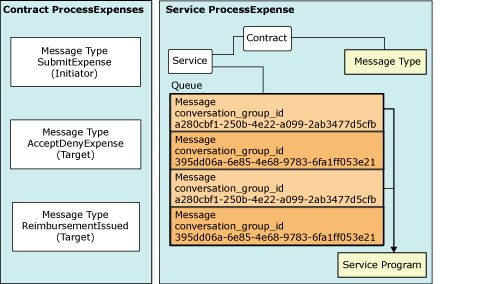 Contract ProcessExpenses
Message Type
SubmitExpense
(Initiator)
Message Type
AcceptDenyExpense
(Target)
Message Type
ReimbursementIssued
(Target)
Service ProcessExpense
Contract
Service
Message Type
Queue
Message
conversation_group_id
a280cbf1-250b-4e22-a099-2ab3477d5cfb
Message
conversation_group_id
395dd06a-6e85-4e68-9783-6fa1ff053e21
Message
conversation_group_id
a280cbf1-250b-4e22-a099-2ab3477d5cfb
Message
conversation_group_id
395dd06a-6e85-4e68-9783-6fa1ff053e21
Service Program